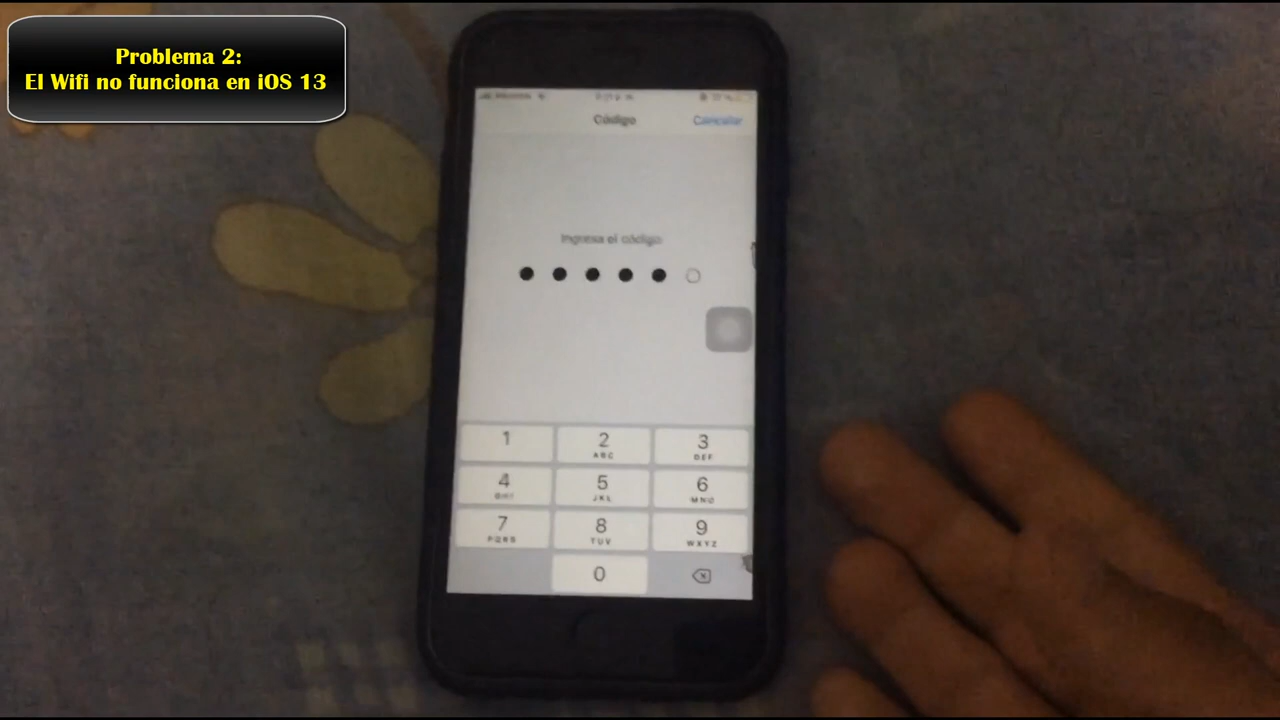 Problema 2:
El Wifi no funciona en iOS 13
Código
Cancelar
Ingresa el código
1
2
3
ABC
DEF
4
5
6
GHI
JKL
MNO
7
8
9
PQRS
TUV
WXYZ
0